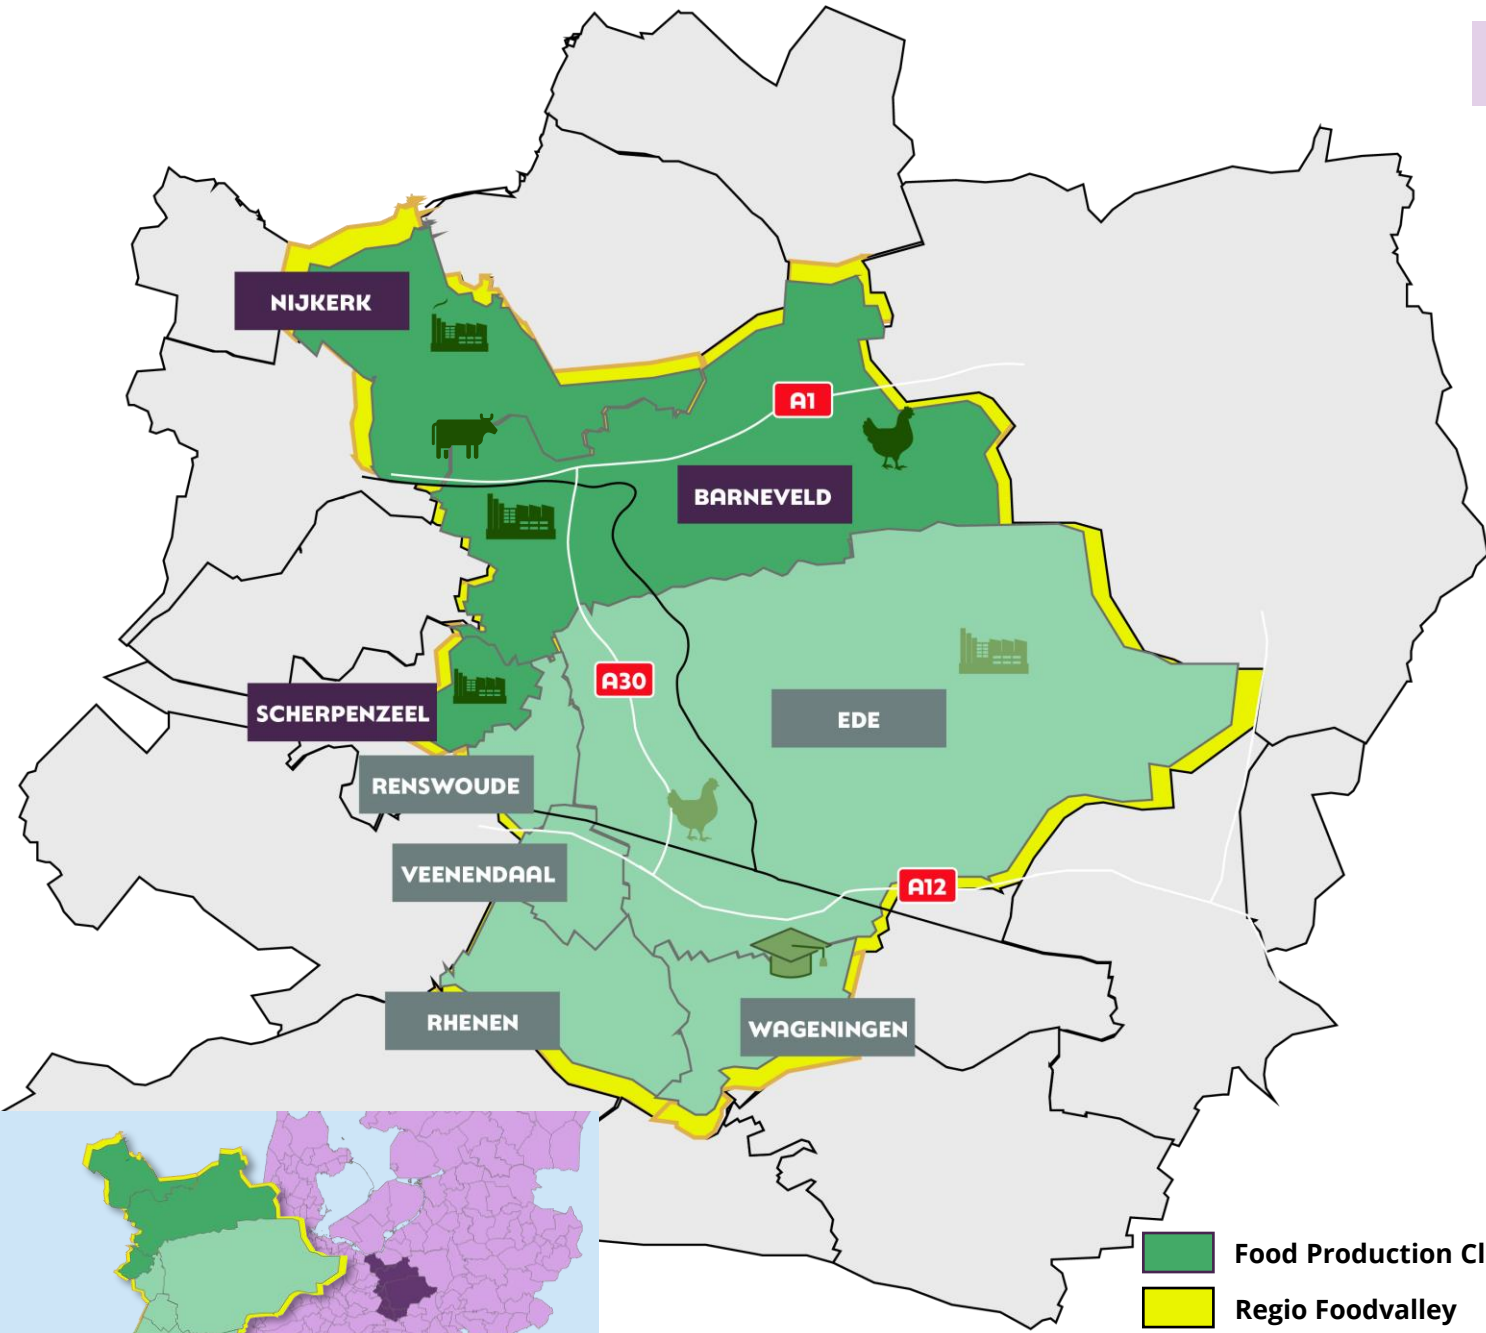 NIJKERK
A1
BARNEVELD
A30
SCHERPENZEEL
EDE
RENSWOUDE
VEENENDAAL
A12
RHENEN
WAGENINGEN
Food Production Cl
Regio Foodvalley